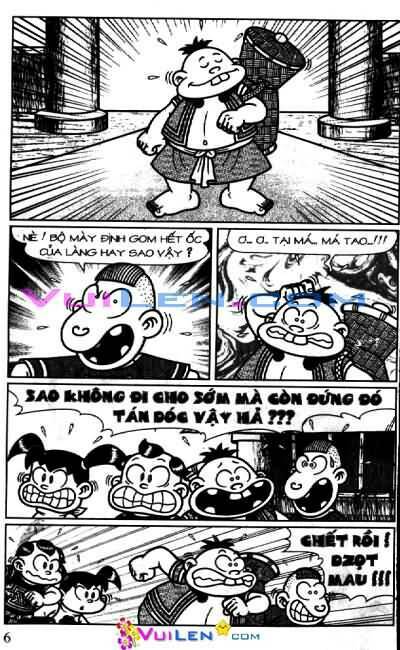 NÈ! BỘ MÀY ĐỊNH GOM HẾT ỐC
CỦA LÀNG HAY SAO VẬY?
Ơ.. Ơ.. TẠI MÁ... MÁ TAO...!!!
VUILEN.COM
SAO KHÔNG ĐI CHO SỚM MÀ CÒN ĐỨNG ĐÓ
TÁN DÓC VẬY HẢ???
CHẾT RỒI!
DZỌT
MAU!!!
6
VUILEN.COM